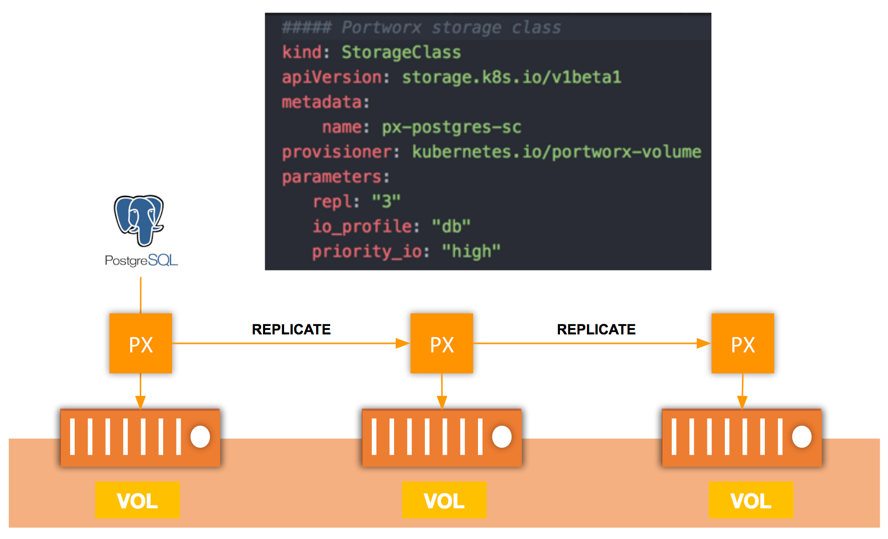 ##### Portworx storage class
kind: StorageClass
apiVersion: storage.k8s.io/v1beta1
metadata:
    name: px-postgres-sc
provisioner: kubernetes.io/portworx-volume
parameters:
   repl: "3"
   io_profile: "db"
   priority_io: "high"
PostgreSQL
REPLICATE REPLICATE
PX PX PX
VOL VOL VOL